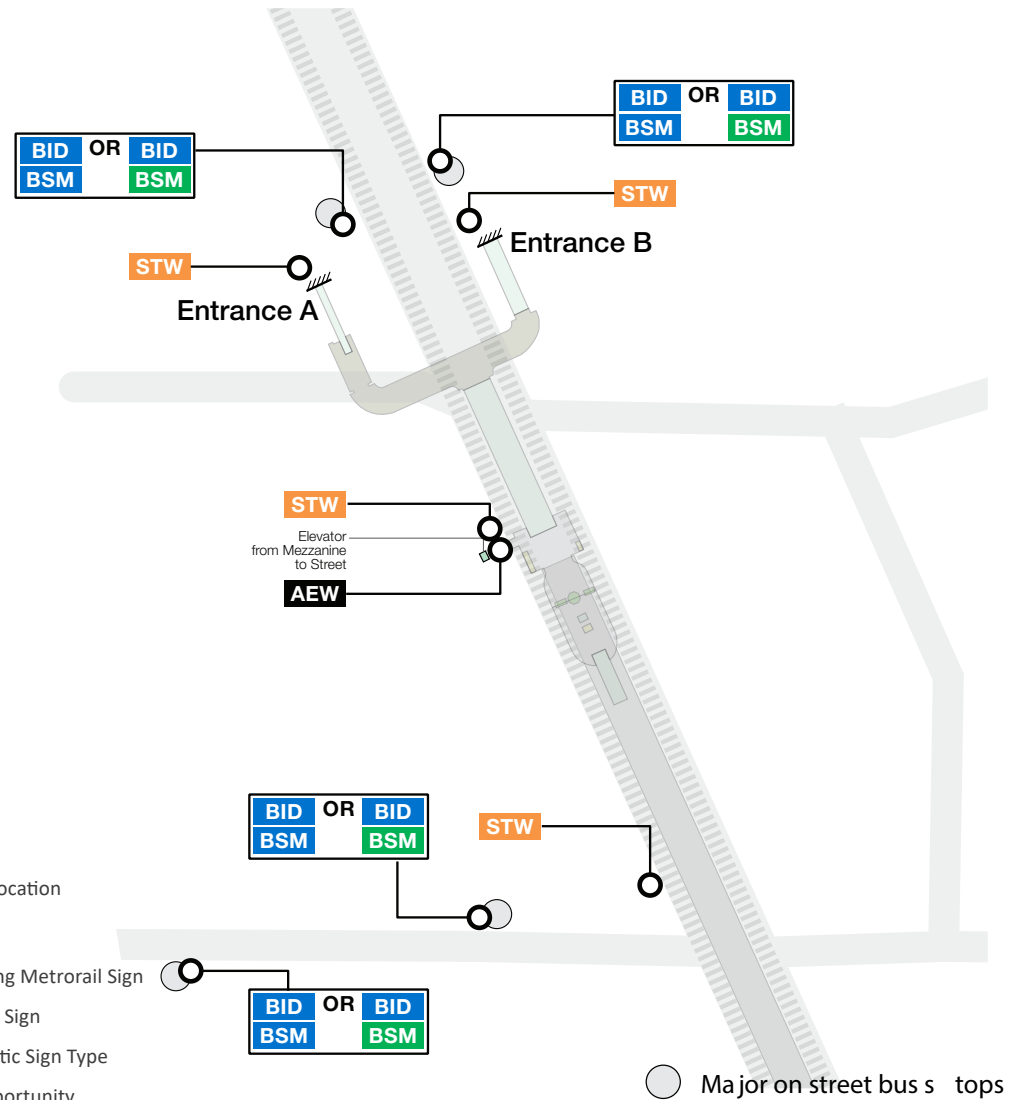 BID OR BID
BSM BSM
BID OR BID
BSM BSM
STW
Entrance B
STW
Entrance A
STW
Elevator
from Mezzanine
to Street
AEW
BID OR BID
BSM BSM
STW
ocation
ng Metrorail Sign
Sign
tic Sign Type
portunity
BID OR BID
BSM BSM
Major on street bus s tops